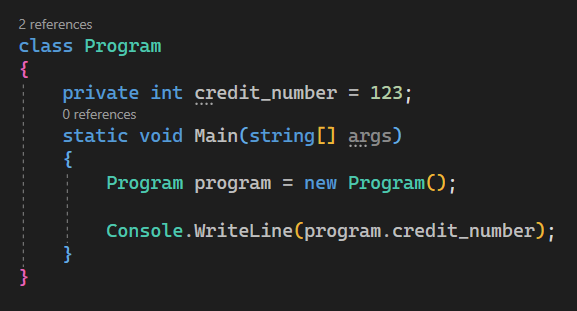 2 references
class Program
{
private int credit_number = 123;
0 references
static void Main(string[] args)
{
Program program = new Program();
Console.WriteLine(program.credit_number);
}
}